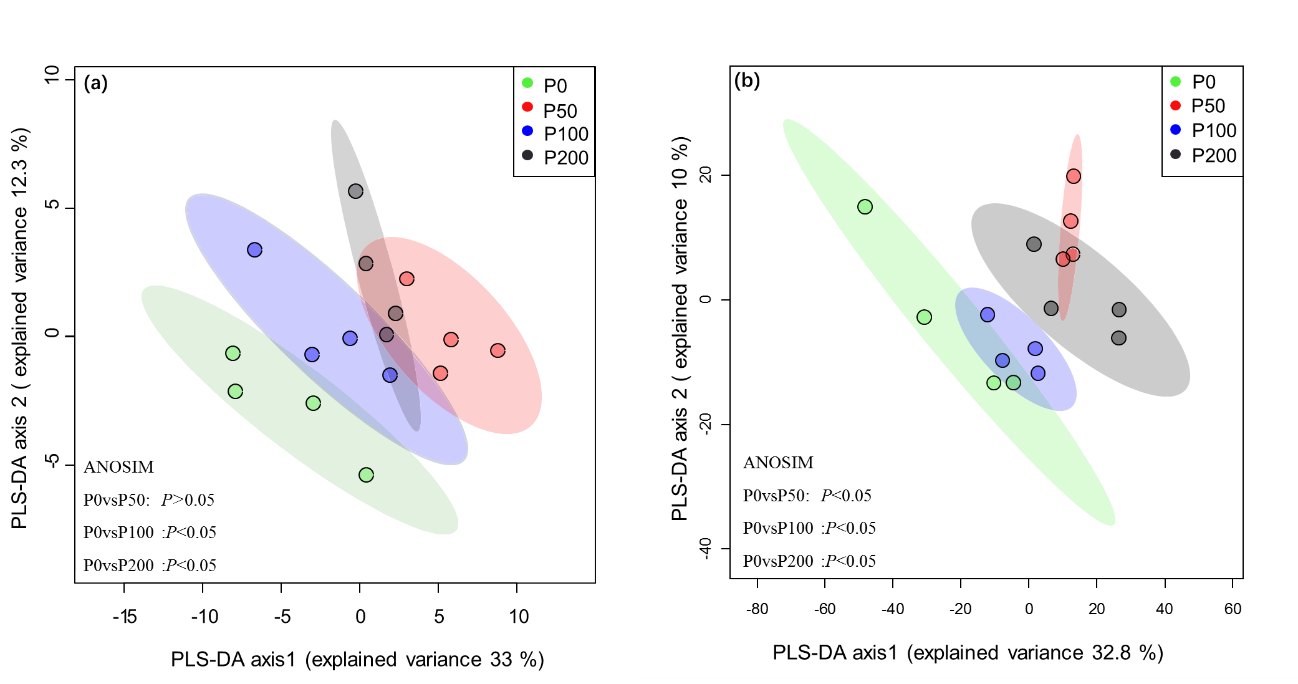 (a)
P0
P50
P100
P200
10
5
0
-5
PLS-DA axis 2 ( explained variance 12.3 %)
ANOSIM
P0vsP50: P>0.05
P0vsP100 :P<0.05
P0vsP200 :P<0.05
-15 -10 -5 0 5 10
PLS-DA axis1 (explained variance 33 %)
(b)
P0
P50
P100
P200
20
0
-20
-40
PLS-DA axis 2 ( explained variance 10 %)
ANOSIM
P0vsP50: P<0.05
P0vsP100 :P<0.05
P0vsP200 :P<0.05
-80 -60 -40 -20 0 20 40 60
PLS-DA axis1 (explained variance 32.8 %)